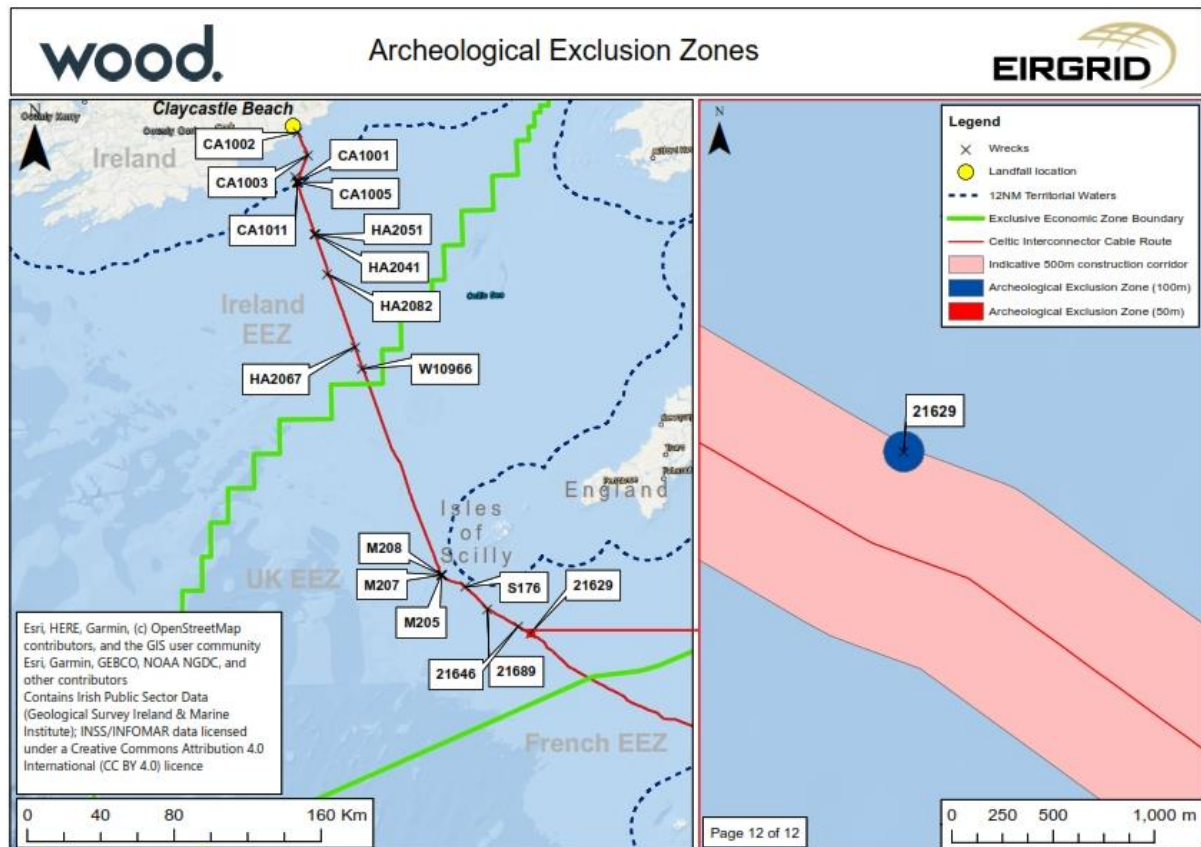 wood.
Archeological Exclusion Zones
EIRGRID
Claycastle Beach
N
County Kerry
Ireland
CA1002
CA1001
CA1003
CA1005
CA1011
HA2051
HA2041
HA2082
Celtic Sea
Ireland
EEZ
HA2067
W10966
England
Isles
of
Scilly
UK EEZ
M208
M207
M205
S176
21629
21646
21689
French EEZ
Esri, HERE, Garmin, (c) OpenStreetMap
contributors, and the GIS user community
Esri, Garmin, GEBCO, NOAA NGDC, and
other contributors
Contains Irish Public Sector Data
(Geological Survey Ireland & Marine
Institute); INSS/INFOMAR data licensed
under a Creative Commons Attribution 4.0
International (CC BY 4.0) licence
0 40 80 160 Km
N
Legend
Wrecks
Landfall location
12NM Territorial Waters
Exclusive Economic Zone Boundary
Celtic Interconnector Cable Route
Indicative 500m construction corridor
Archeological Exclusion Zone (100m)
Archeological Exclusion Zone (50m)
21629
Page 12 of 12
0 250 500 1,000 m